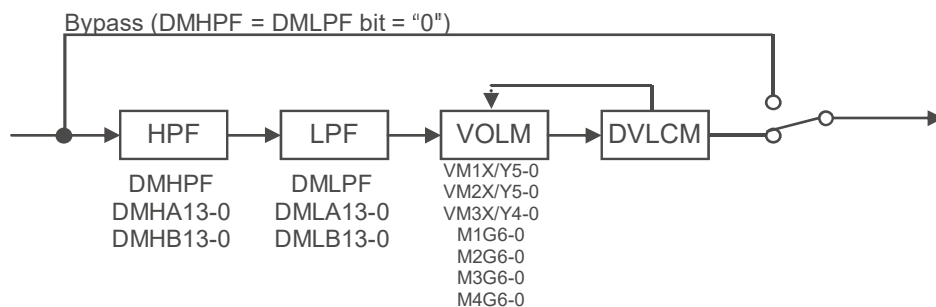 Bypass (DMHPF = DMLPF bit = “0")
HPF
LPF
VOLM
DVLCM
DMHPF
DMHA13-0
DMHB13-0
DMLPF
DMLA13-0
DMLB13-0
VM1X/Y5-0
VM2X/Y5-0
VM3X/Y4-0
M1G6-0
M2G6-0
M3G6-0
M4G6-0